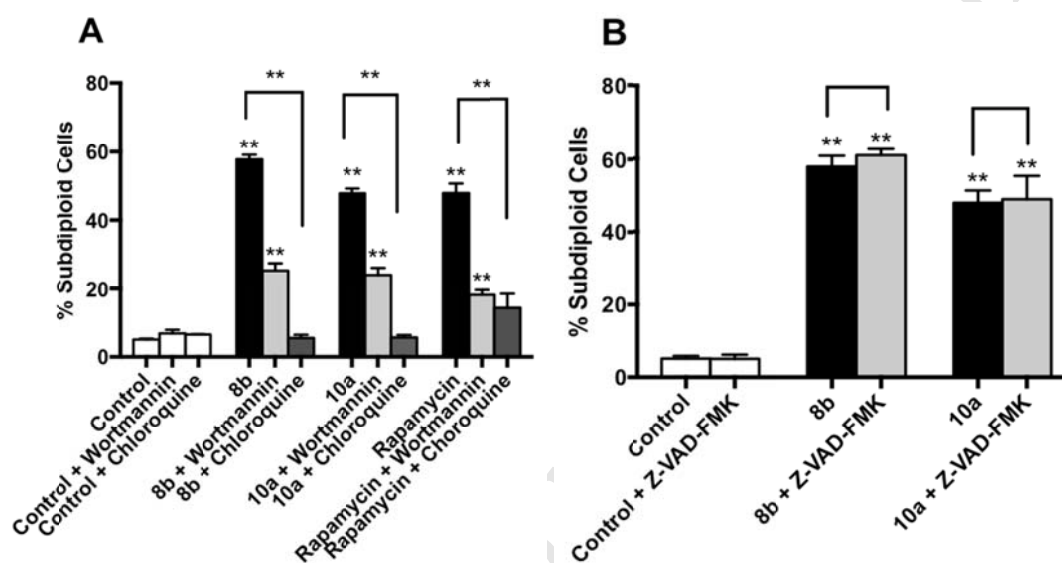 A
% Subdiploid Cells
80
60
40
20
0
**
**
**
**
**
**
**
**
**
Control
Control + Wortmannin
Control + Chloroquine
8b
8b + Wortmannin
8b + Chloroquine
10a
10a + Wortmannin
10a + Chloroquine
Rapamycin
Rapamycin + Wortmannin
Rapamycin + Choroquine
B
% Subdiploid Cells
80
60
40
20
0
**
**
**
**
Control
Control + Z-VAD-FMK
8b
8b + Z-VAD-FMK
10a
10a + Z-VAD-FMK